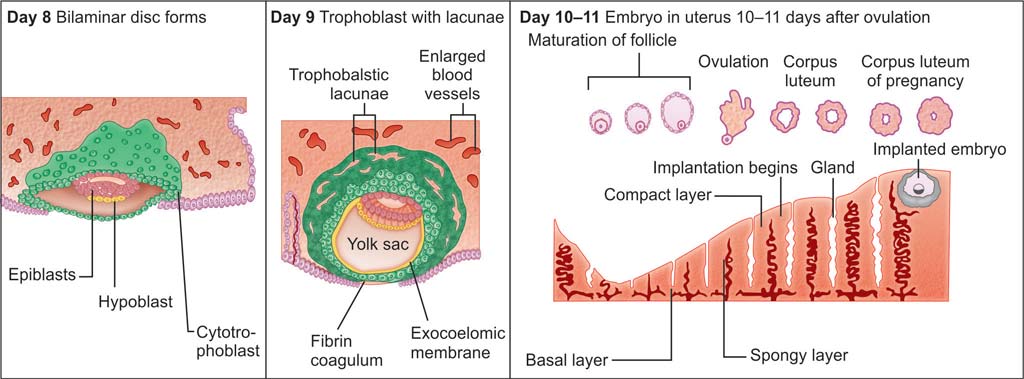 Day 8 Bilaminar disc forms
Epiblasts
Hypoblast
Cytotro-
phoblast
Day 9 Trophoblast with lacunae
Trophobalstic
lacunae
Enlarged
blood
vessels
Yolk sac
Fibrin
coagulum
Exocoelomic
membrane
Day 10–11 Embryo in uterus 10–11 days after ovulation
Maturation of follicle
Ovulation
Corpus
luteum
Corpus luteum
of pregnancy
Implanted embryo
Implantation begins
Gland
Compact layer
Basal layer
Spongy layer